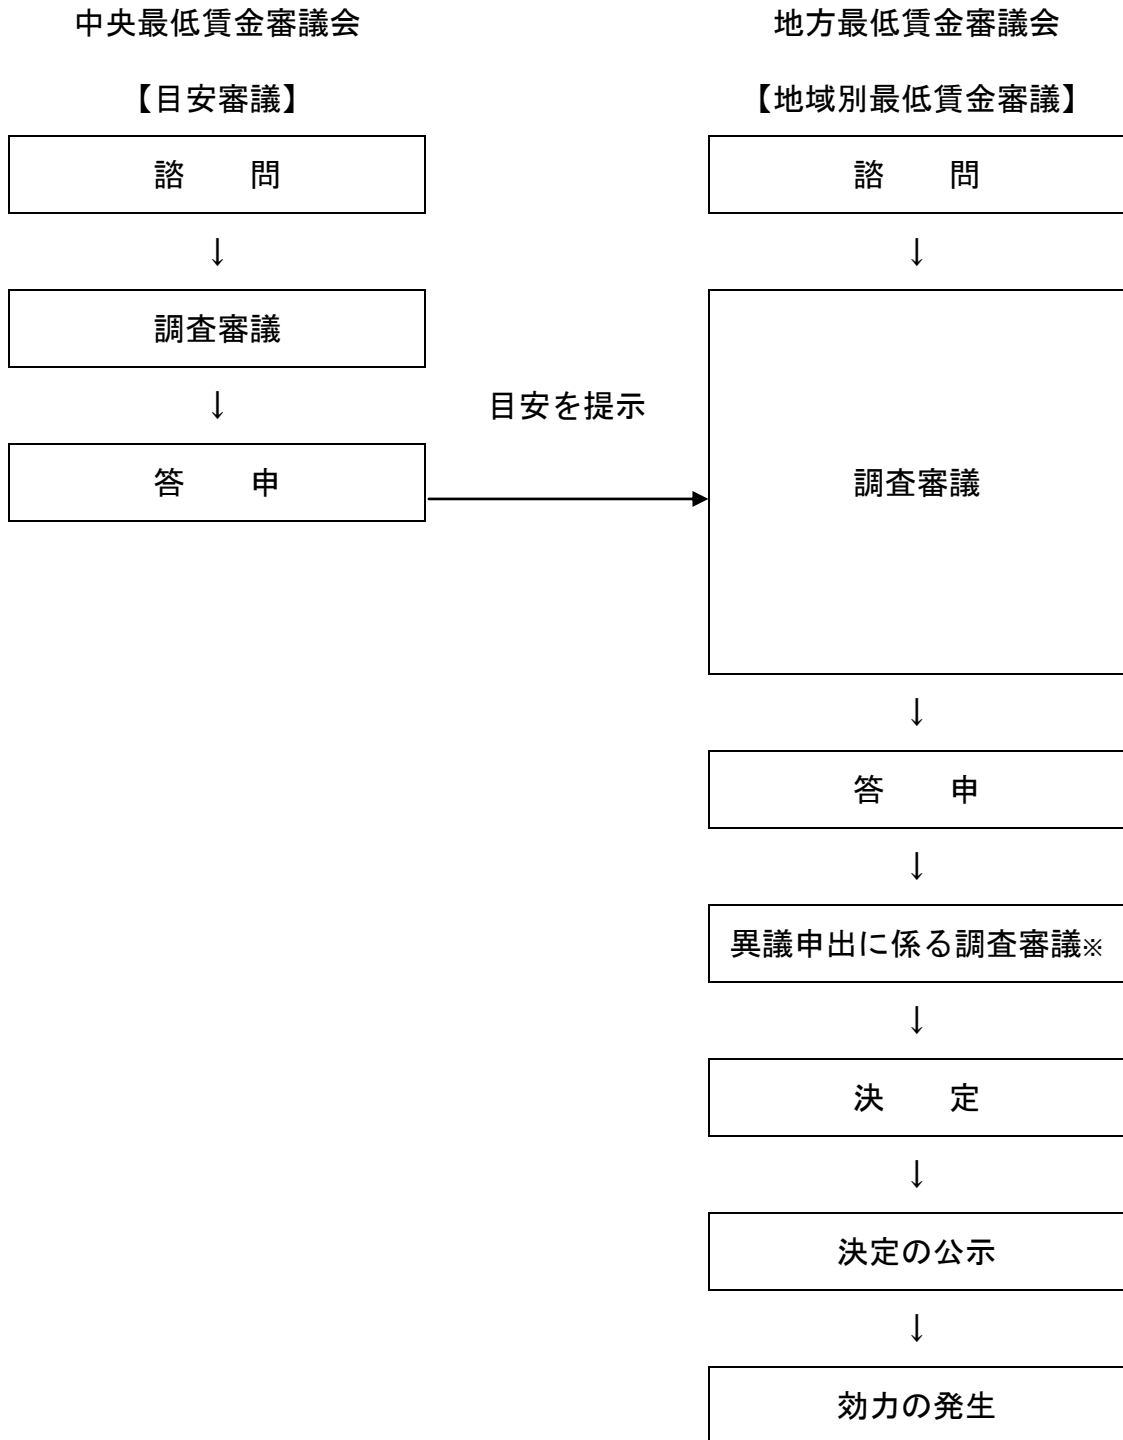 中央最低賃金審議会
【目安審議】
諮　　問
↓
調査審議
↓
答　　申
目安を提示
地方最低賃金審議会
【地域別最低賃金審議】
諮　　問
↓
調査審議
↓
答　　申
↓
異議申出に係る調査審議※
↓
決　　定
↓
決定の公示
↓
効力の発生